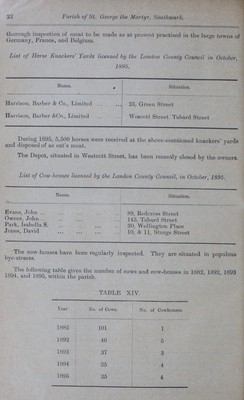 22 Parish of St. George the Martyr, Southwark.
thorough inspection of meat to be made as at present practised in the large towns of
Germany, France, and Belgium.
List of Horse Knackers' Yards licensed by the London County Council in October,
1895.
Name. Situation.
Harrison, Barber & Co., Limited ... ... 23, Green Street
Harrison, Barber &Co., Limited Wescott Street Tabard Street
During 1895, 5,500 horses were received at the above-mentioned knackers' yards
and disposed of as cat's meat.
The Depot, situated in Westcott Street, has been recently closed by the owners.
List of Cow-houses licensed by the London County Council, in October, 1895.
Name. Situation.
Evans, John ... 99, Redcross Street
Owens, John ... 142, Tabard Street
Park, Isabella S. 20, Wellington Place
Jones, David 10, & 11, Sturge Street
The cow-houses have been regularly inspected. They are situated in populous
bye-streets.
The following table gives the number of cows and cow-houses in 1882, 1892, 1893
1894, and 1895, within the parish.
TABLE XIV.
Year No. of Cows. No. of Cowhouses
1882 101
1892 40 5
1893 37 3
1894 35 4
1895 35 4